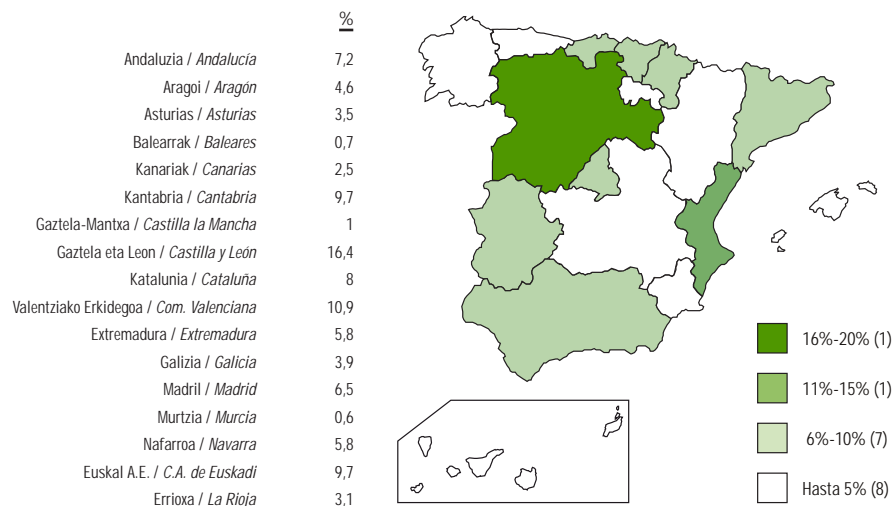 %
Andaluzia / Andalucía 7,2
Aragoi / Aragón 4,6
Asturias / Asturias 3,5
Balearrak / Baleares 0,7
Kanariak / Canarias 2,5
Kantabria / Cantabria 9,7
Gaztela-Mantxa / Castilla la Mancha 1
Gaztela eta Leon / Castilla y León 16,4
Katalunia / Cataluña 8
Valentziako Erkidegoa / Com. Valenciana 10,9
Extremadura / Extremadura 5,8
Galizia / Galicia 3,9
Madril / Madrid 6,5
Murtzia / Murcia 0,6
Nafarroa / Navarra 5,8
Euskal A.E. / C.A. de Euskadi 9,7
Errioxa / La Rioja 3,1
16%-20% (1)
11%-15% (1)
6%-10% (7)
Hasta 5% (8)